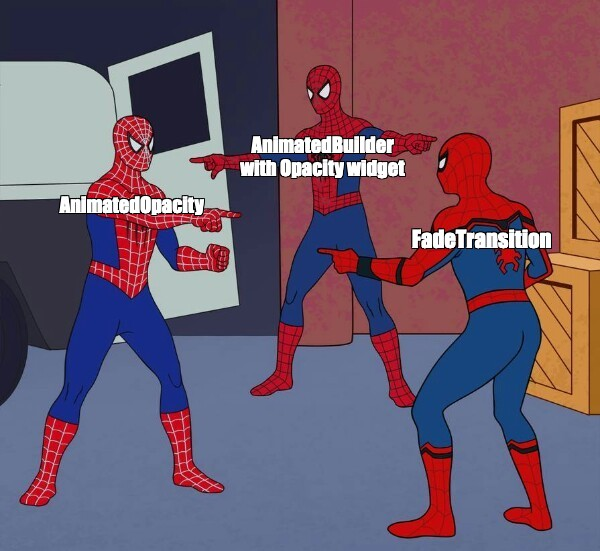 AnimatedBuilder
with Opacity widget
AnimatedOpacity
FadeTransition